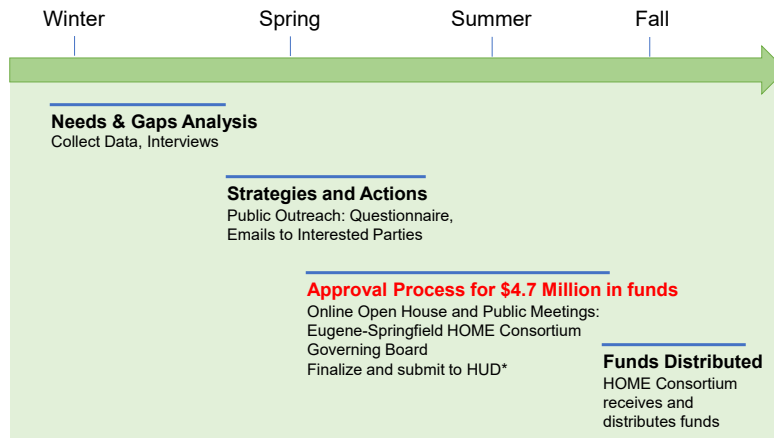 Winter
Spring
Summer
Fall
Needs & Gaps Analysis
Collect Data, Interviews
Strategies and Actions
Public Outreach: Questionnaire,
Emails to Interested Parties
Approval Process for $4.7 Million in funds
Online Open House and Public Meetings:
Eugene-Springfield HOME Consortium
Governing Board
Finalize and submit to HUD*
Funds Distributed
HOME Consortium
receives and
distributes funds